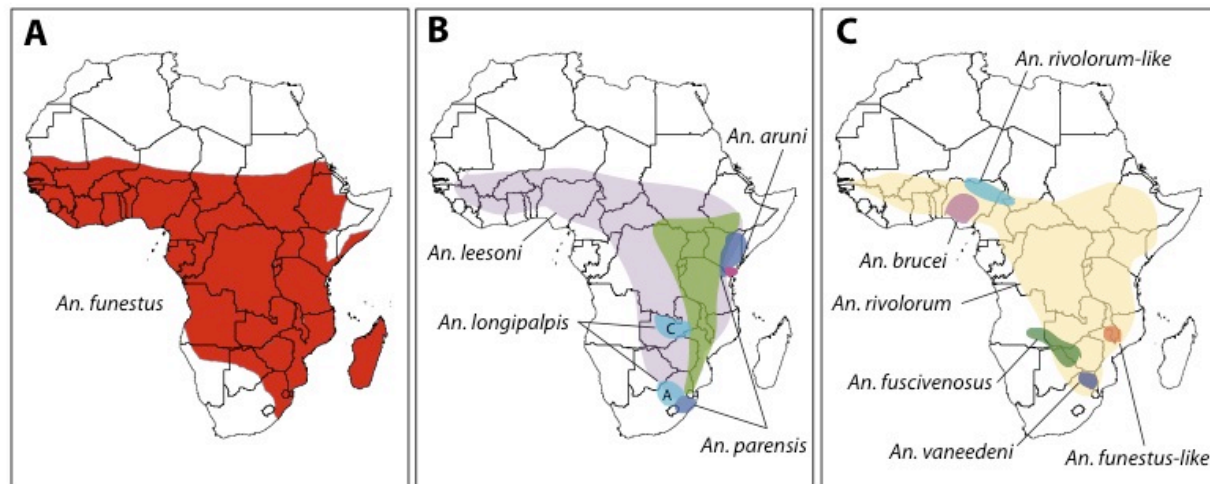 A
An. funestus
B
An. aruni
An. leesoni
An. longipalpis
C
A
An. parensis
C
An. rivolorum-like
An. brucei
An. rivolorum
An. fuscivenosus
An. vaneedeni
An. funestus-like